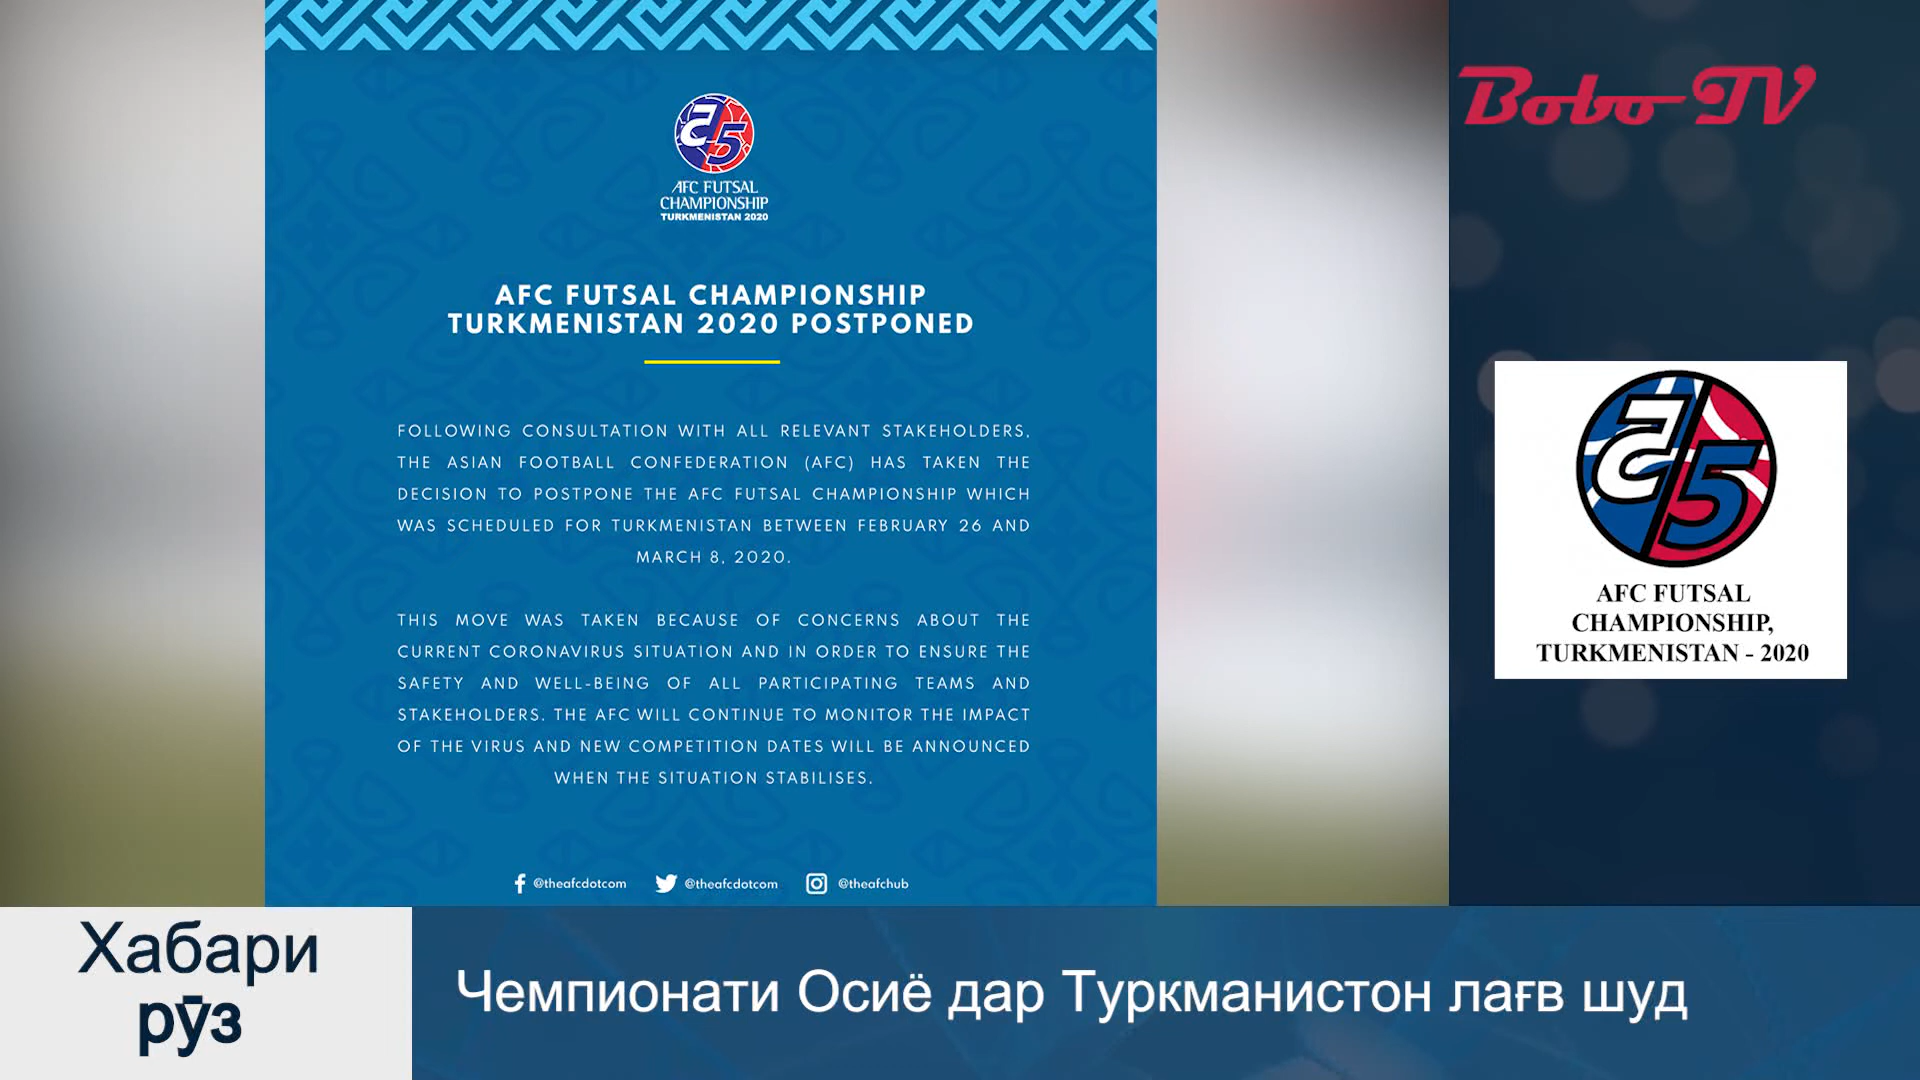 AFC FUTSAL
CHAMPIONSHIP
TURKMENISTAN 2020
AFC FUTSAL CHAMPIONSHIP
TURKMENISTAN 2020 POSTPONED
FOLLOWING CONSULTATION WITH ALL RELEVANT STAKEHOLDERS,
THE ASIAN FOOTBALL CONFEDERATION (AFC) HAS TAKEN THE
DECISION TO POSTPONE THE AFC FUTSAL CHAMPIONSHIP WHICH
WAS SCHEDULED FOR TURKMENISTAN BETWEEN FEBRUARY 26 AND
MARCH 8, 2020.
THIS MOVE WAS TAKEN BECAUSE OF CONCERNS ABOUT THE
CURRENT CORONAVIRUS SITUATION AND IN ORDER TO ENSURE THE
SAFETY AND WELL-BEING OF ALL PARTICIPATING TEAMS AND
STAKEHOLDERS. THE AFC WILL CONTINUE TO MONITOR THE IMPACT
OF THE VIRUS AND NEW COMPETITION DATES WILL BE ANNOUNCED
WHEN THE SITUATION STABILISES.
@theafcdotcom @theafcdotcom @theafchub
Bobo-TV
5
AFC FUTSAL
CHAMPIONSHIP,
TURKMENISTAN - 2020
Хабари
рӯз
Чемпионати Осиё дар Туркманистон лағв шуд